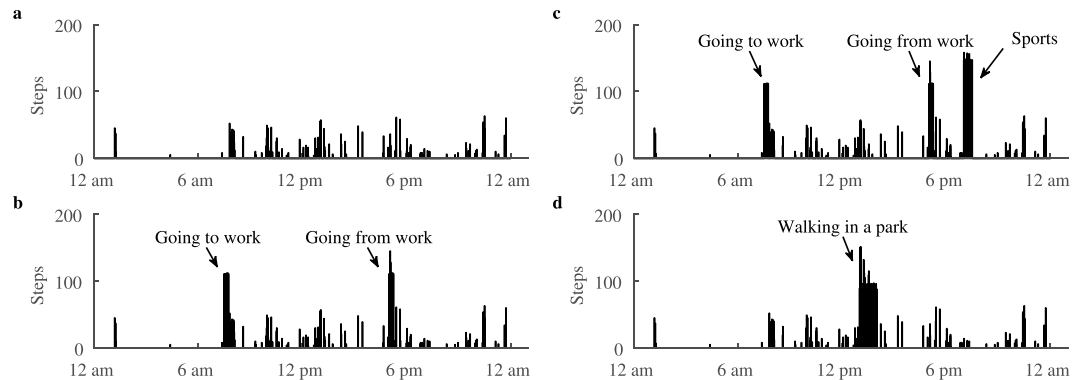 a
200
100
0
Steps
12 am 6 am 12 pm 6 pm 12 am
b
200
100
0
Steps
Going to work
Going from work
12 am 6 am 12 pm 6 pm 12 am
c
200
100
0
Steps
Going to work
Going from work
Sports
12 am 6 am 12 pm 6 pm 12 am
d
200
100
0
Steps
Walking in a park
12 am 6 am 12 pm 6 pm 12 am